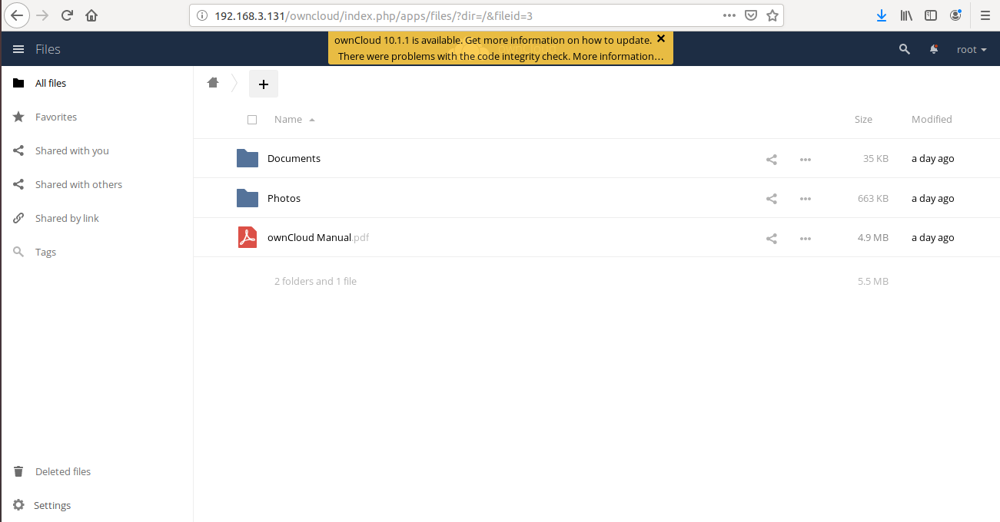 192.168.3.131/owncloud/index.php/apps/files/?dir=/&fileid=3
ownCloud 10.1.1 is available. Get more information on how to update.
There were problems with the code integrity check. More information…
Files
root
All files
Favorites
Shared with you
Shared with others
Shared by link
Tags
Deleted files
Settings
Name Size Modified
Documents 35 KB a day ago
Photos 663 KB a day ago
ownCloud Manual.pdf 4.9 MB a day ago
2 folders and 1 file 5.5 MB